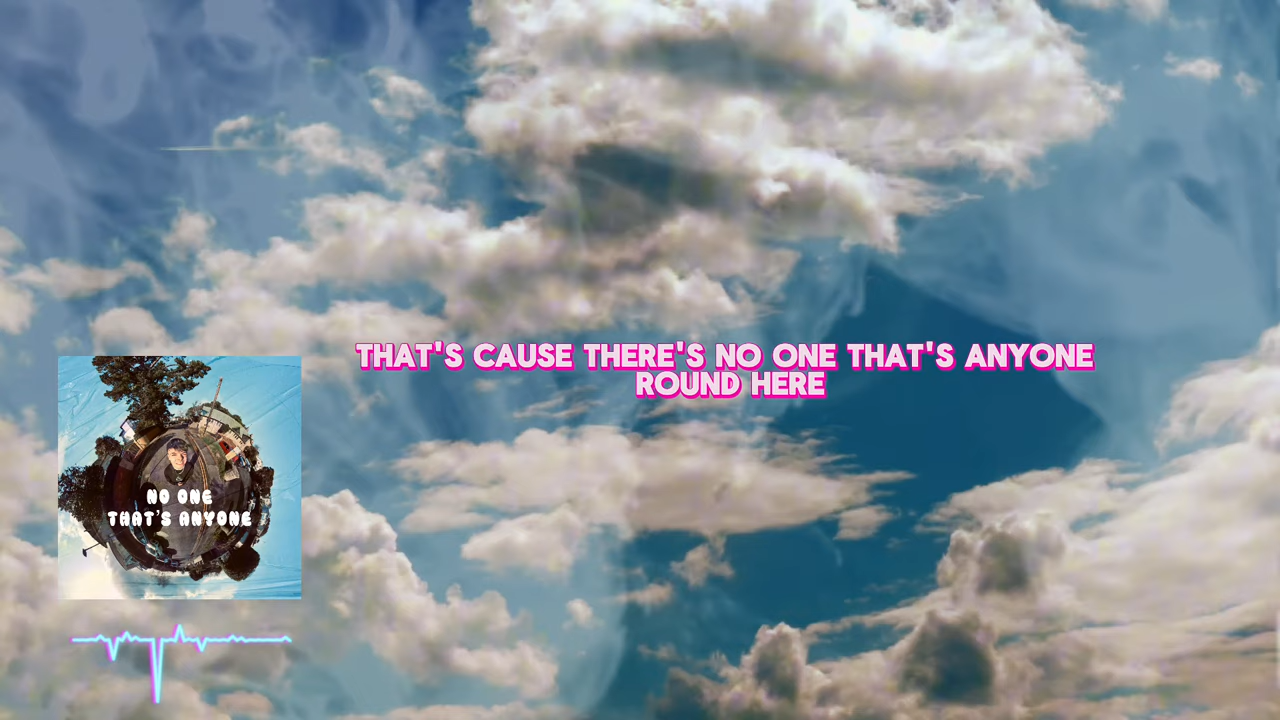 THAT'S CAUSE THERE'S NO ONE THAT'S ANYONE
ROUND HERE
NO ONE
THAT'S ANYONE